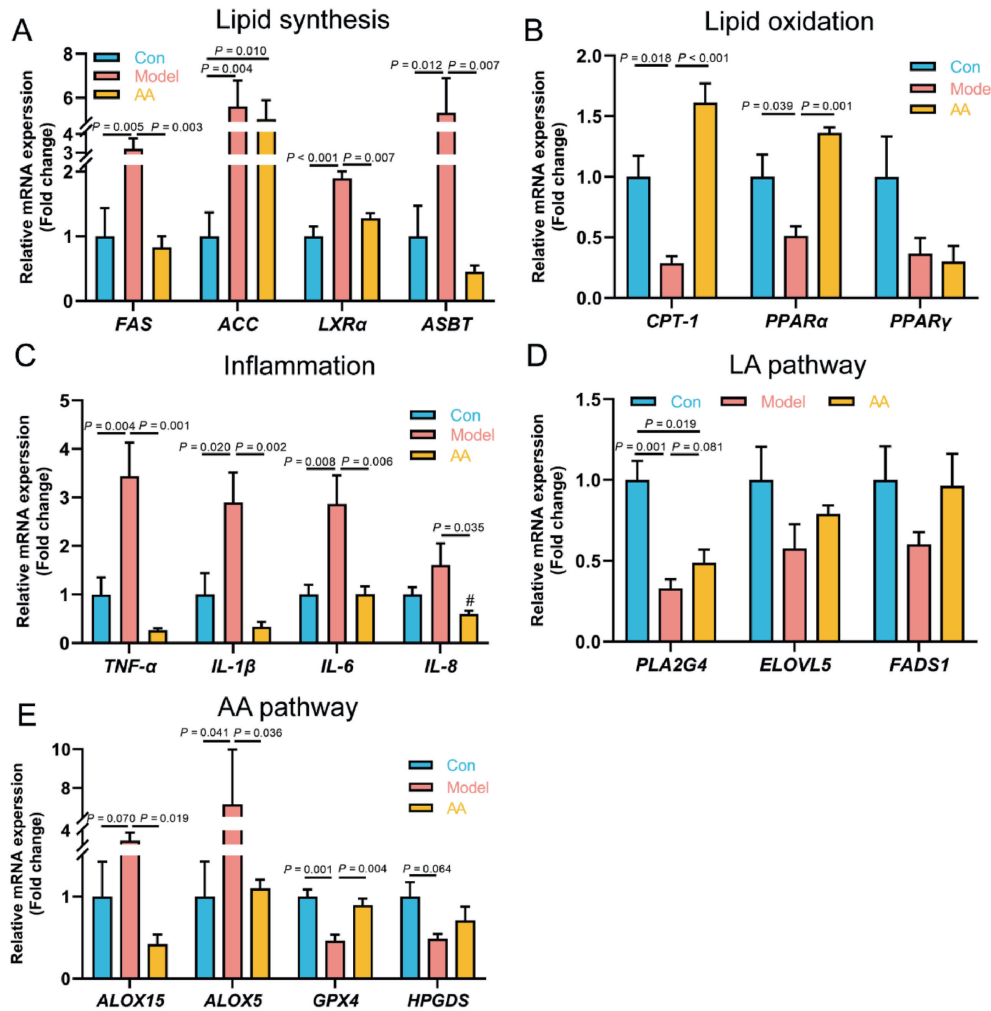 A
Lipid synthesis
Relative mRNA experssion
(Fold change)
8
6
4
3
2
1
0
Con
Model
AA
P = 0.005
P = 0.003
P = 0.010
P = 0.004
P < 0.001
P = 0.007
P = 0.012
P = 0.007
FAS
ACC
LXRα
ASBT
B
Lipid oxidation
Relative mRNA experssion
(Fold change)
2.0
1.5
1.0
0.5
0.0
P = 0.018
P < 0.001
P = 0.039
P = 0.001
Con
Mode
AA
CPT-1
PPARα
PPARγ
C
Inflammation
Relative mRNA experssion
(Fold change)
5
4
3
2
1
0
P = 0.004
P = 0.001
P = 0.020
P = 0.002
P = 0.008
P = 0.006
P = 0.035
#
Con
Model
AA
TNF-α
IL-1β
IL-6
IL-8
D
LA pathway
Relative mRNA experssion
(Fold change)
1.5
1.0
0.5
0.0
Con
Model
AA
P = 0.019
P = 0.001
P = 0.081
PLA2G4
ELOVL5
FADS1
E
AA pathway
Relative mRNA experssion
(Fold change)
10
8
6
4
1
0
P = 0.070
P = 0.019
P = 0.041
P = 0.036
P = 0.001
P = 0.004
P = 0.064
Con
Model
AA
ALOX15
ALOX5
GPX4
HPGDS